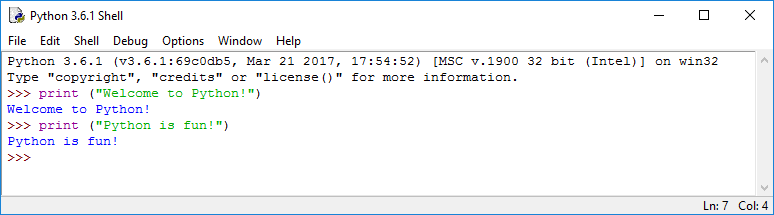 Python 3.6.1 Shell
File Edit Shell Debug Options Window Help
Python 3.6.1 (v3.6.1:69c0db5, Mar 21 2017, 17:54:52) [MSC v.1900 32 bit (Intel)] on win32
Type "copyright", "credits" or "license()" for more information.
>>> print ("Welcome to Python!")
Welcome to Python!
>>> print ("Python is fun!")
Python is fun!
>>>
Ln: 7 Col: 4